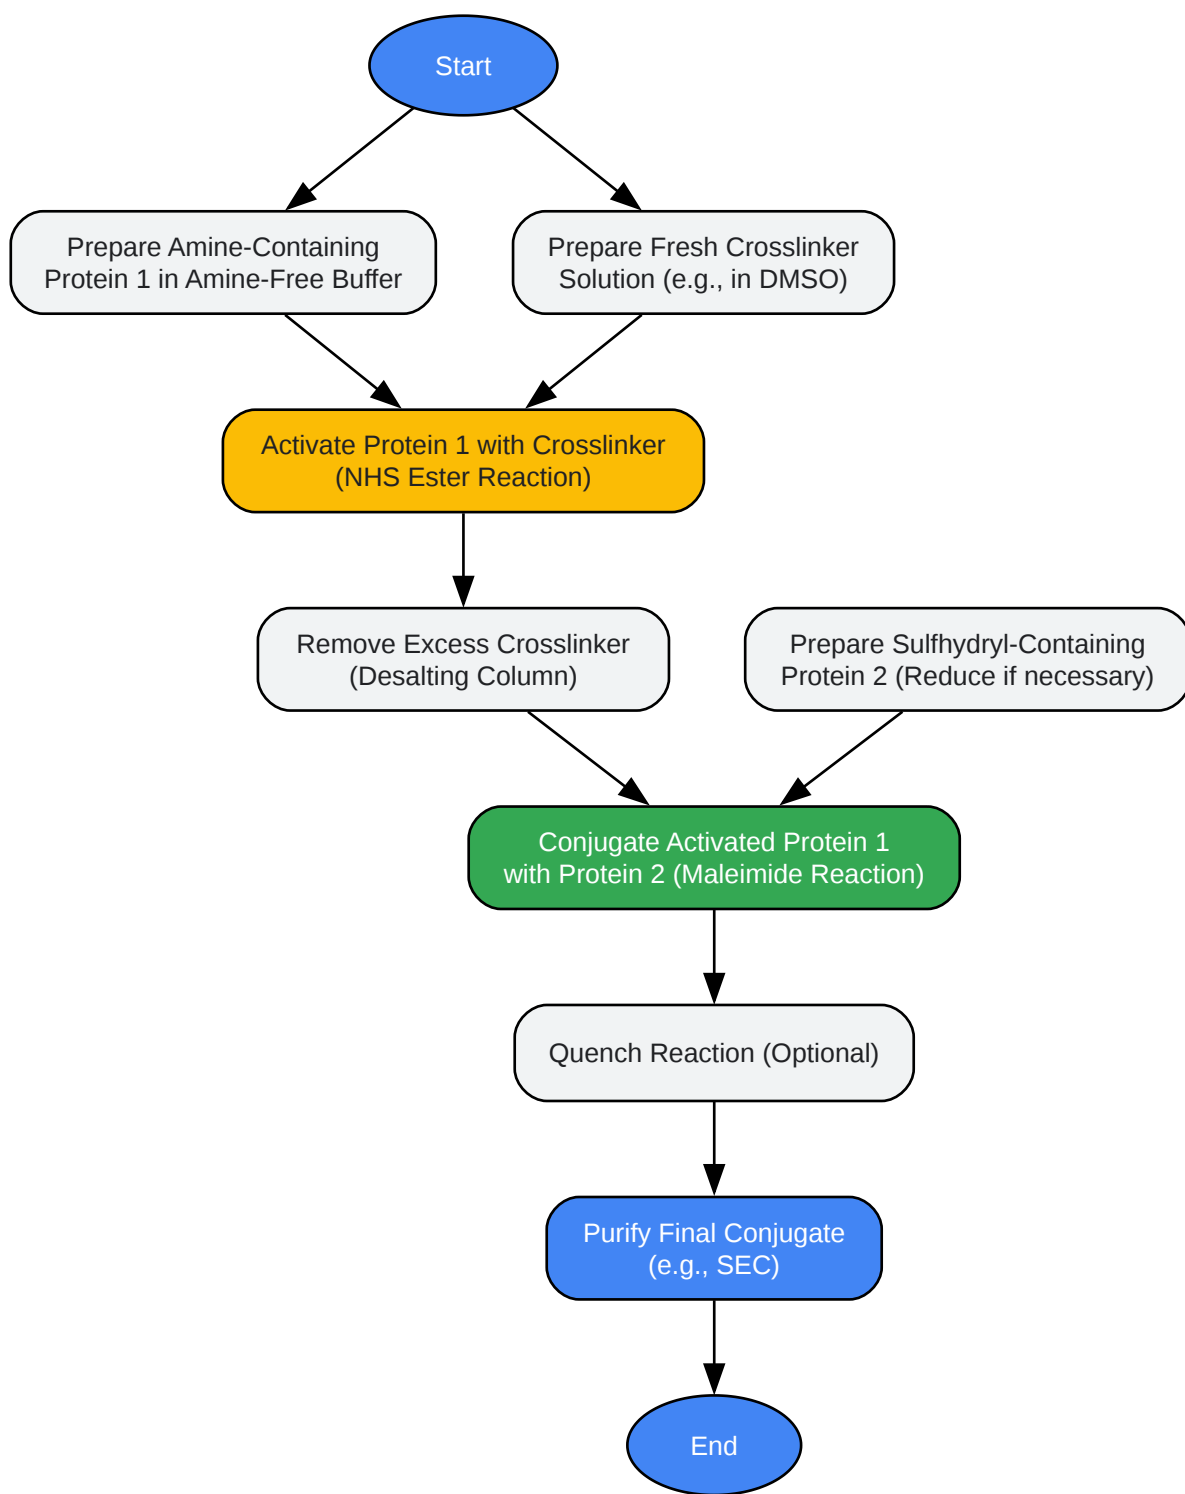 Start
Prepare Amine-Containing
Protein 1 in Amine-Free Buffer
Prepare Fresh Crosslinker
Solution (e.g., in DMSO)
Activate Protein 1 with Crosslinker
(NHS Ester Reaction)
Remove Excess Crosslinker
(Desalting Column)
Prepare Sulfhydryl-Containing
Protein 2 (Reduce if necessary)
Conjugate Activated Protein 1
with Protein 2 (Maleimide Reaction)
Quench Reaction (Optional)
Purify Final Conjugate
(e.g., SEC)
End